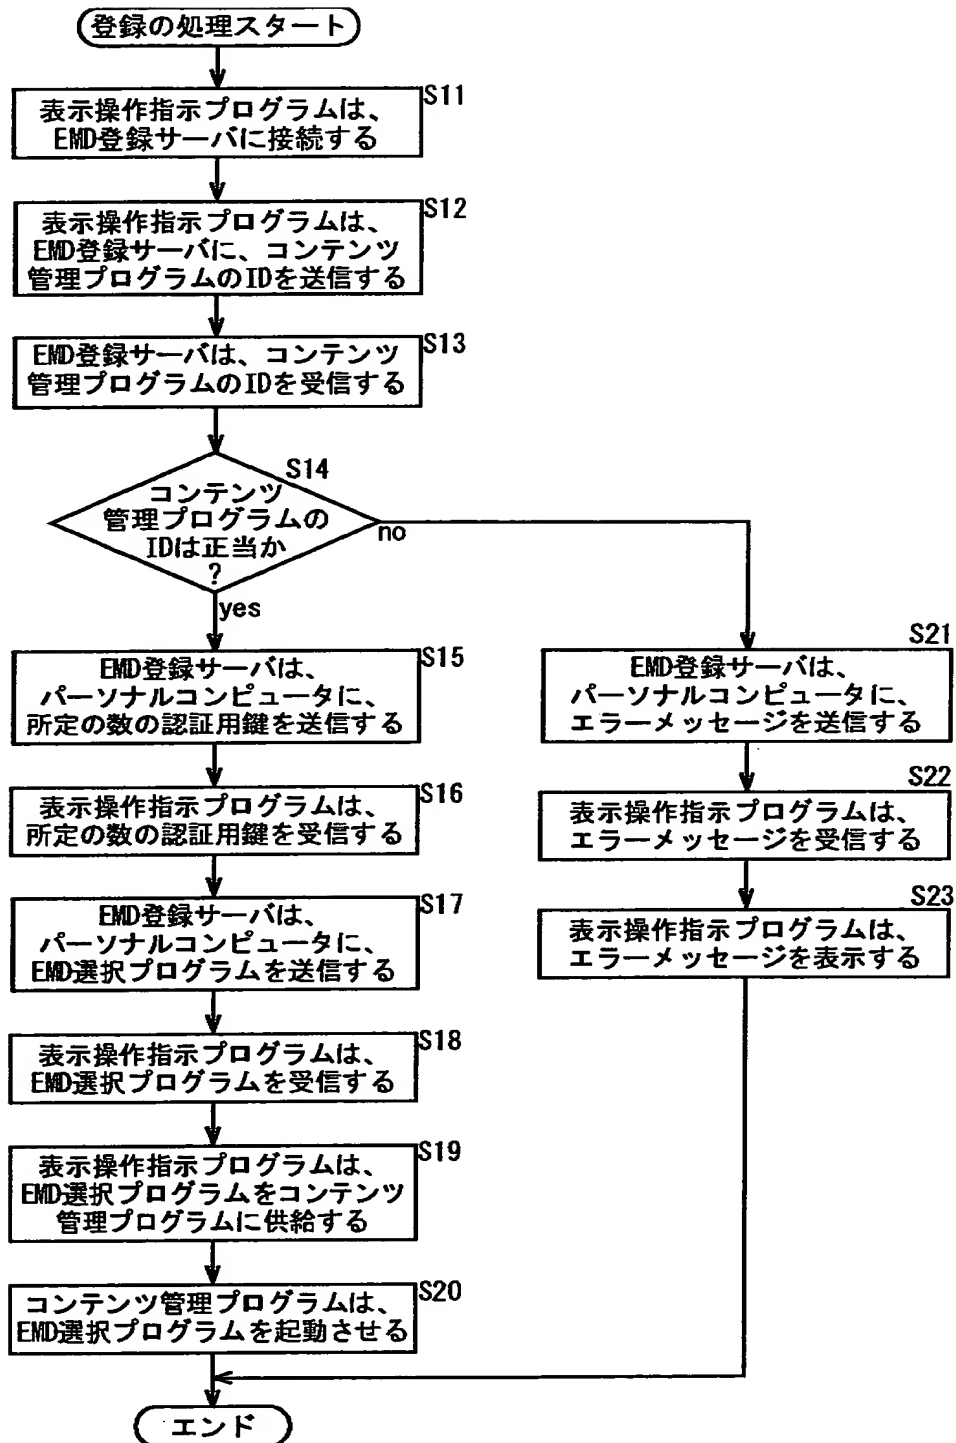 登録の処理スタート
S11
表示操作指示プログラムは、
EMD登録サーバに接続する
S12
表示操作指示プログラムは、
EMD登録サーバに、コンテンツ
管理プログラムのIDを送信する
S13
EMD登録サーバは、コンテンツ
管理プログラムのIDを受信する
S14
コンテンツ
管理プログラムの
IDは正当か
?
no
yes
S15
EMD登録サーバは、
パーソナルコンピュータに、
所定の数の認証用鍵を送信する
S16
表示操作指示プログラムは、
所定の数の認証用鍵を受信する
S17
EMD登録サーバは、
パーソナルコンピュータに、
EMD選択プログラムを送信する
S18
表示操作指示プログラムは、
EMD選択プログラムを受信する
S19
表示操作指示プログラムは、
EMD選択プログラムをコンテンツ
管理プログラムに供給する
S20
コンテンツ管理プログラムは、
EMD選択プログラムを起動させる
S21
EMD登録サーバは、
パーソナルコンピュータに、
エラーメッセージを送信する
S22
表示操作指示プログラムは、
エラーメッセージを受信する
S23
表示操作指示プログラムは、
エラーメッセージを表示する
エンド